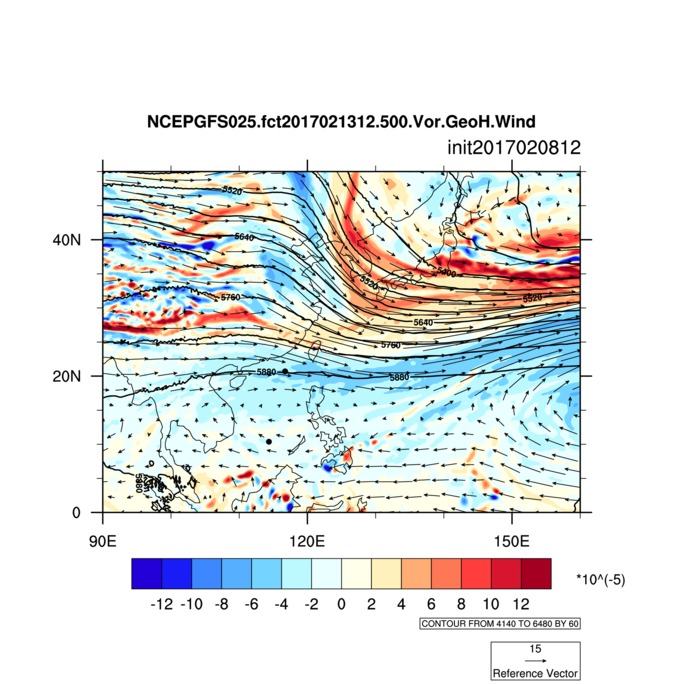 NCEPGFS025.fct2017021312.500.Vor.GeoH.Wind
init2017020812
5520
5640
5760
5400
5520
5520
5640
5760
5880
5880
5880
40N
20N
0
90E 120E 150E
-12 -10 -8 -6 -4 -2 0 2 4 6 8 10 12
*10^(-5)
CONTOUR FROM 4140 TO 6480 BY 60
15
Reference Vector